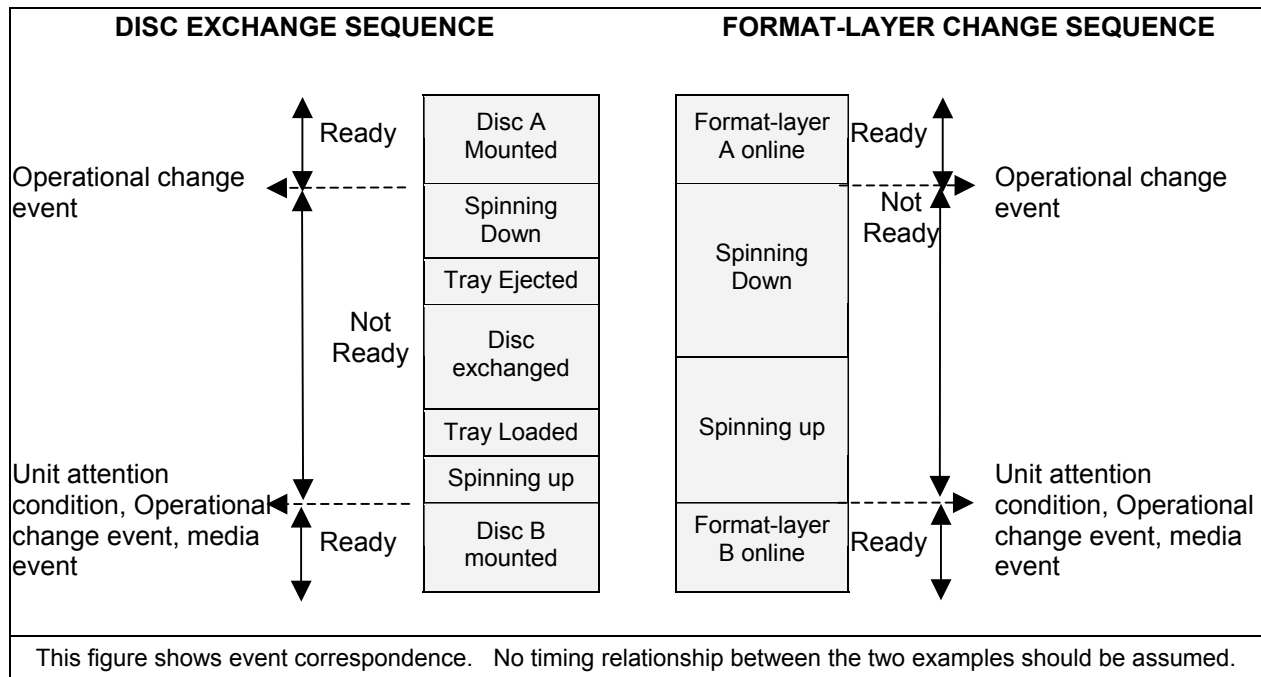 DISC EXCHANGE SEQUENCE
FORMAT-LAYER CHANGE SEQUENCE
Ready
Operational change
event
Not
Ready
Unit attention
condition, Operational
change event, media
event
Ready
Disc A
Mounted
Spinning
Down
Tray Ejected
Disc
exchanged
Tray Loaded
Spinning up
Disc B
mounted
Format-layer
A online
Spinning
Down
Spinning up
Format-layer
B online
Ready
Operational change
event
Not
Ready
Unit attention
condition, Operational
change event, media
event
Ready
This figure shows event correspondence. No timing relationship between the two examples should be assumed.